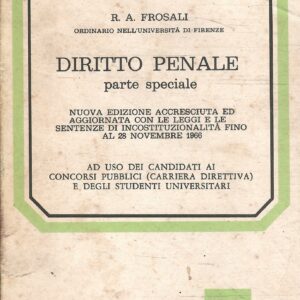 R. A. FROSALI
ORDINARIO NELL'UNIVERSITÀ DI FIRENZE
DIRITTO PENALE
parte speciale
NUOVA EDIZIONE ACCRESCIUTA ED
AGGIORNATA CON LE LEGGI E LE
SENTENZE DI INCOSTITUZIONALITÀ FINO
AL 28 NOVEMBRE 1966
AD USO DEI CANDIDATI AI
CONCORSI PUBBLICI (CARRIERA DIRETTIVA)
E DEGLI STUDENTI UNIVERSITARI